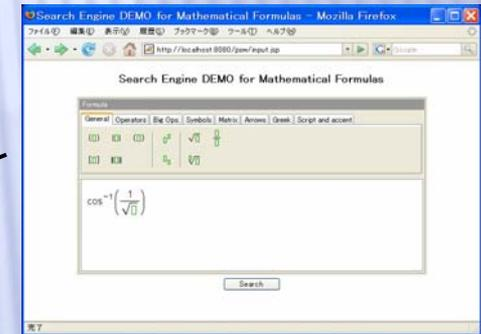 Search Engine DEMO for Mathematical Formulas - Mozilla Firefox
ファイル(F) 編集(E) 表示(V) 履歴(S) ブックマーク(B) ツール(T) ヘルプ(H)
http://localhost:8080/psw/input.jsp
Google
Search Engine DEMO for Mathematical Formulas
Formula
General Operators Big Ops Symbols Matrix Arrows Greek Script and accent
cos⁻¹(1/√▯)
Search
完了